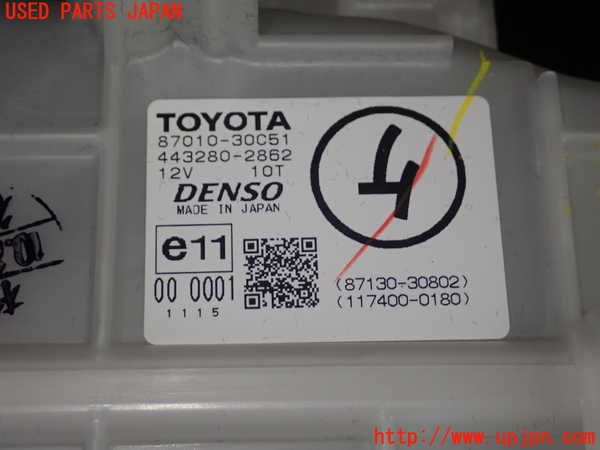 USED PARTS JAPAN
TOYOTA
87010-30C51
443280-2862
12V 10T
DENSO
MADE IN JAPAN
4
e11
00 0001
1115
(87130-30802)
(117400-0180)
http://www.upjpn.com/